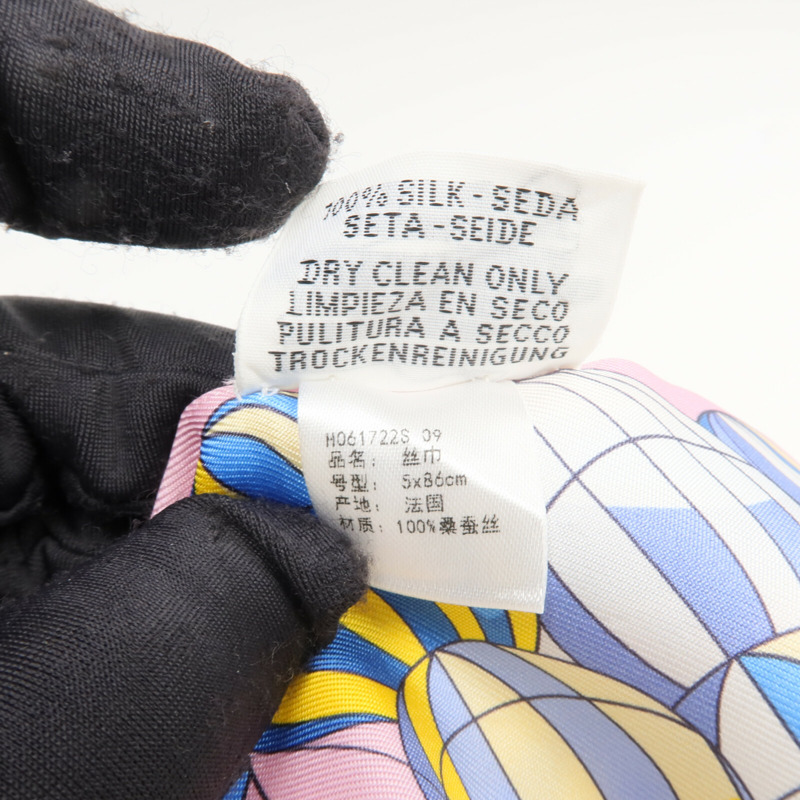 100% SILK - SEDA
SETA - SEIDE
DRY CLEAN ONLY
LIMPIEZA EN SECO
PULITURA A SECCO
TROCKENREINIGUNG
H061722S 09
品名： 丝巾
号型： 5x86cm
产地： 法国
材质： 100%桑蚕丝